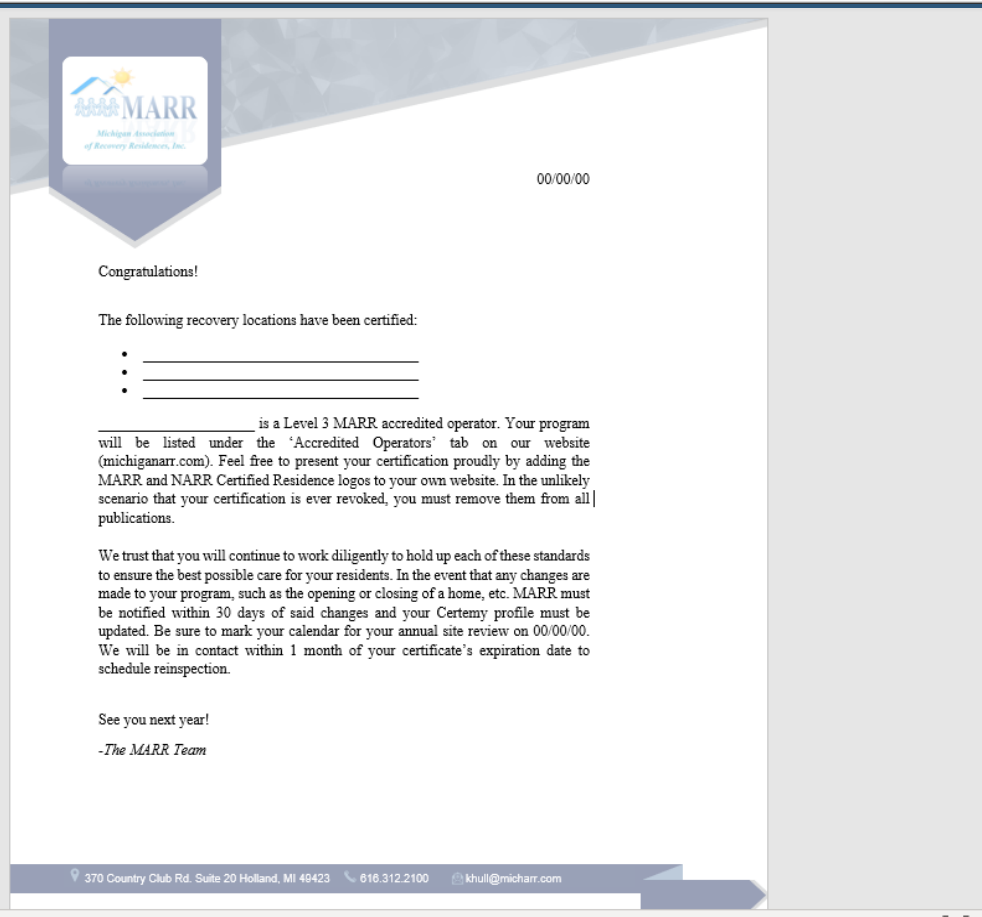 MARR
Michigan Association
of Recovery Residences, Inc.
00/00/00
Congratulations!
The following recovery locations have been certified:
• ______________________________
• ______________________________
• ______________________________
____________________ is a Level 3 MARR accredited operator. Your program
will be listed under the ‘Accredited Operators’ tab on our website
(michiganarr.com). Feel free to present your certification proudly by adding the
MARR and NARR Certified Residence logos to your own website. In the unlikely
scenario that your certification is ever revoked, you must remove them from all
publications.
We trust that you will continue to work diligently to hold up each of these standards
to ensure the best possible care for your residents. In the event that any changes are
made to your program, such as the opening or closing of a home, etc. MARR must
be notified within 30 days of said changes and your Certemy profile must be
updated. Be sure to mark your calendar for your annual site review on 00/00/00.
We will be in contact within 1 month of your certificate’s expiration date to
schedule reinspection.
See you next year!
-The MARR Team
370 Country Club Rd. Suite 20 Holland, MI 49423 616.312.2100 khull@micharr.com